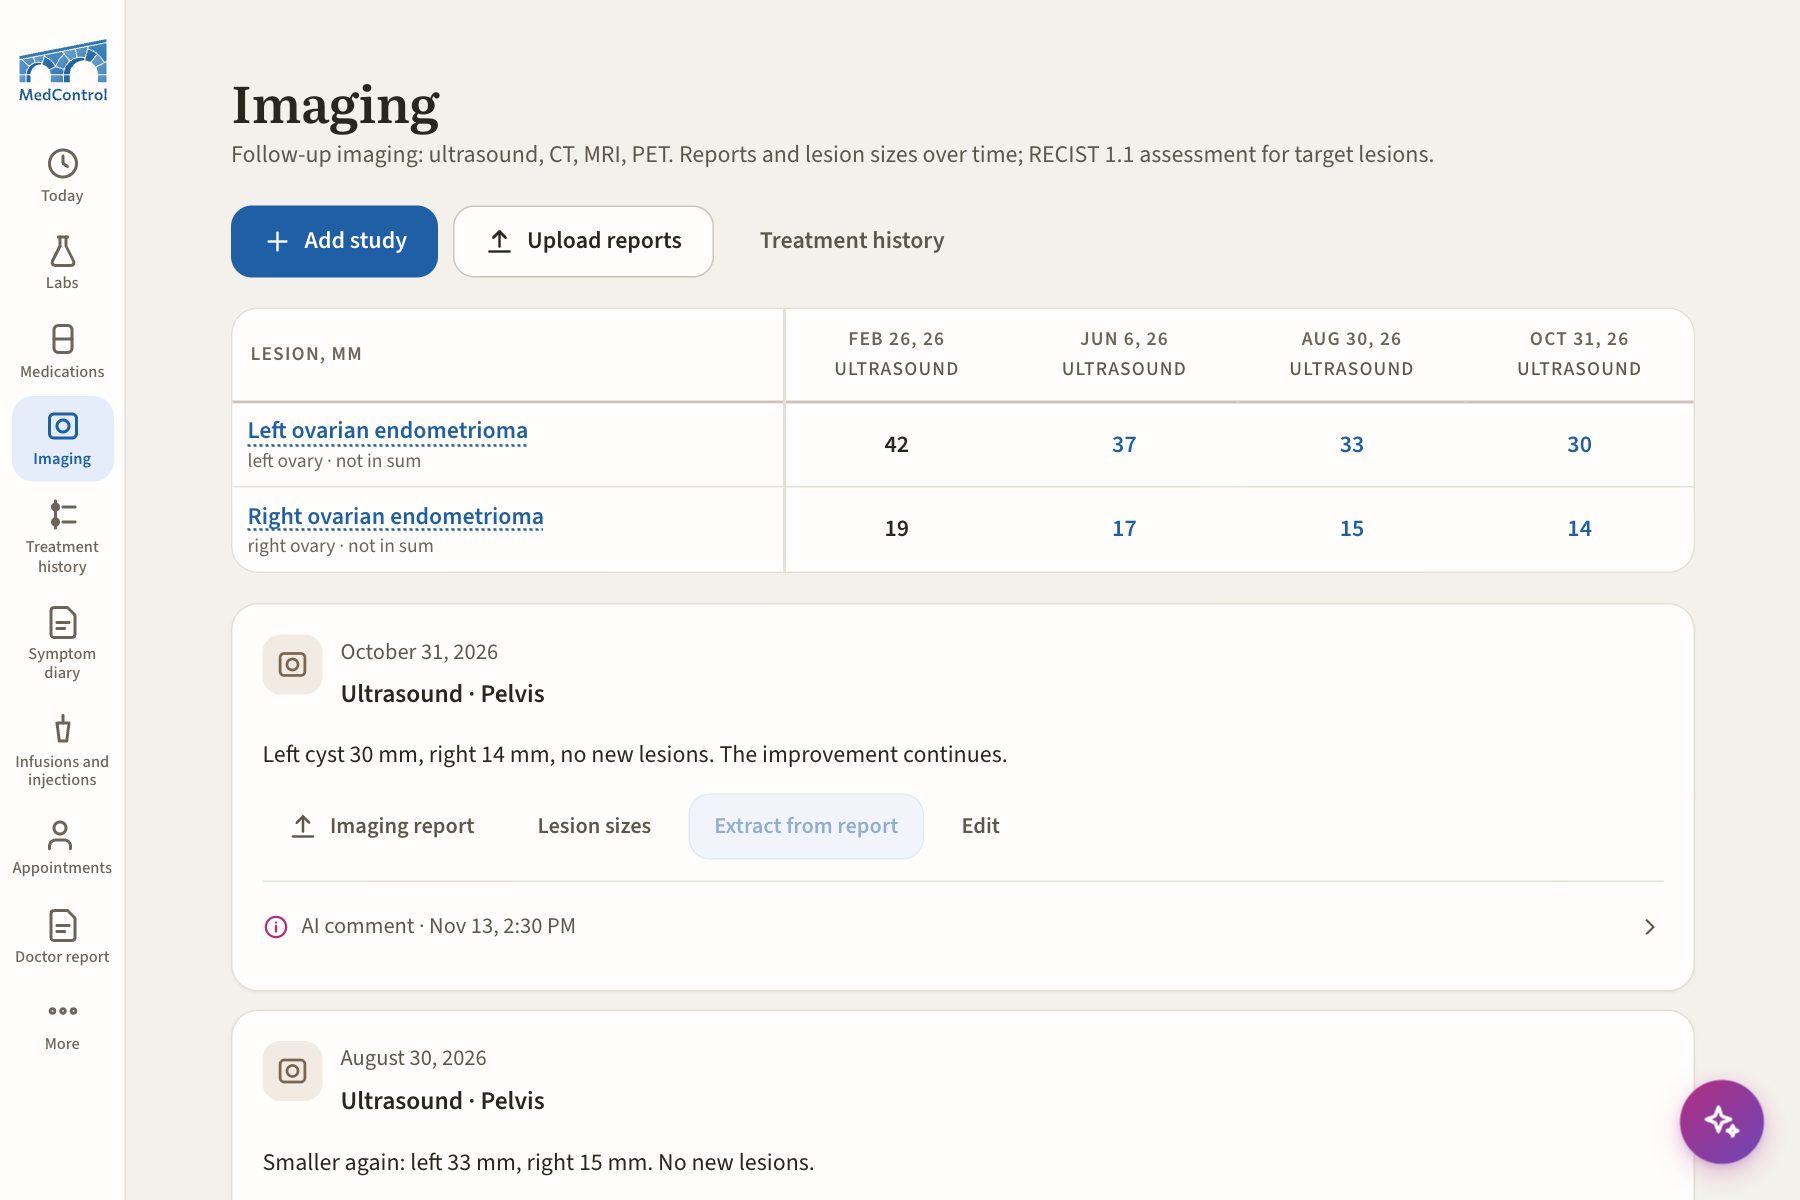 MedControl
Today
Labs
Medications
Imaging
Treatment
history
Symptom
diary
Infusions and
injections
Appointments
Doctor report
More
Imaging
Follow-up imaging: ultrasound, CT, MRI, PET. Reports and lesion sizes over time; RECIST 1.1 assessment for target lesions.
Add study
Upload reports
Treatment history
LESION, MM
FEB 26, 26
ULTRASOUND
JUN 6, 26
ULTRASOUND
AUG 30, 26
ULTRASOUND
OCT 31, 26
ULTRASOUND
Left ovarian endometrioma
left ovary · not in sum
42 37 33 30
Right ovarian endometrioma
right ovary · not in sum
19 17 15 14
October 31, 2026
Ultrasound · Pelvis
Left cyst 30 mm, right 14 mm, no new lesions. The improvement continues.
Imaging report
Lesion sizes
Extract from report
Edit
AI comment · Nov 13, 2:30 PM
August 30, 2026
Ultrasound · Pelvis
Smaller again: left 33 mm, right 15 mm. No new lesions.